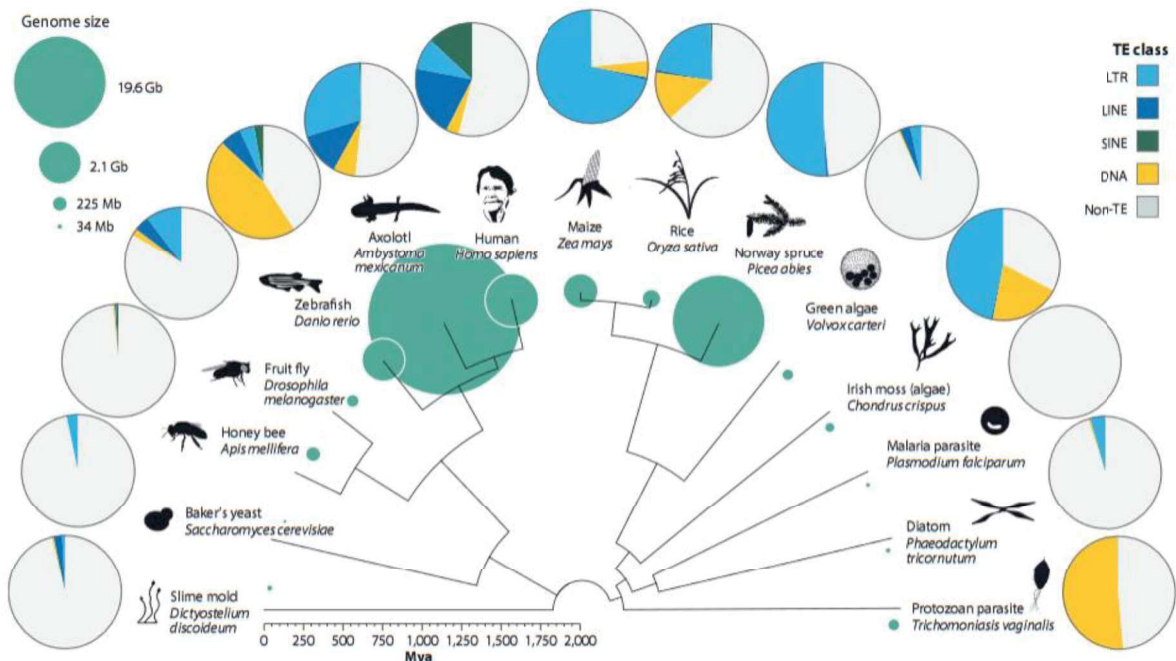 Genome size
19.6 Gb
2.1 Gb
225 Mb
34 Mb
TE class
LTR
LINE
SINE
DNA
Non-TE
Axolotl
Ambystoma
mexicanum
Human
Homo sapiens
Maize
Zea mays
Rice
Oryza sativa
Norway spruce
Picea abies
Zebrafish
Danio rerio
Green algae
Volvox carteri
Fruit fly
Drosophila
melanogaster
Irish moss (algae)
Chondrus crispus
Honey bee
Apis mellifera
Malaria parasite
Plasmodium falciparum
Baker's yeast
Saccharomyces cerevisiae
Diatom
Phaeodactylum
tricornutum
Slime mold
Dictyostelium
discoideum
Protozoan parasite
Trichomoniasis vaginalis
0 250 500 750 1,000 1,250 1,500 1,750 2,000
Mya